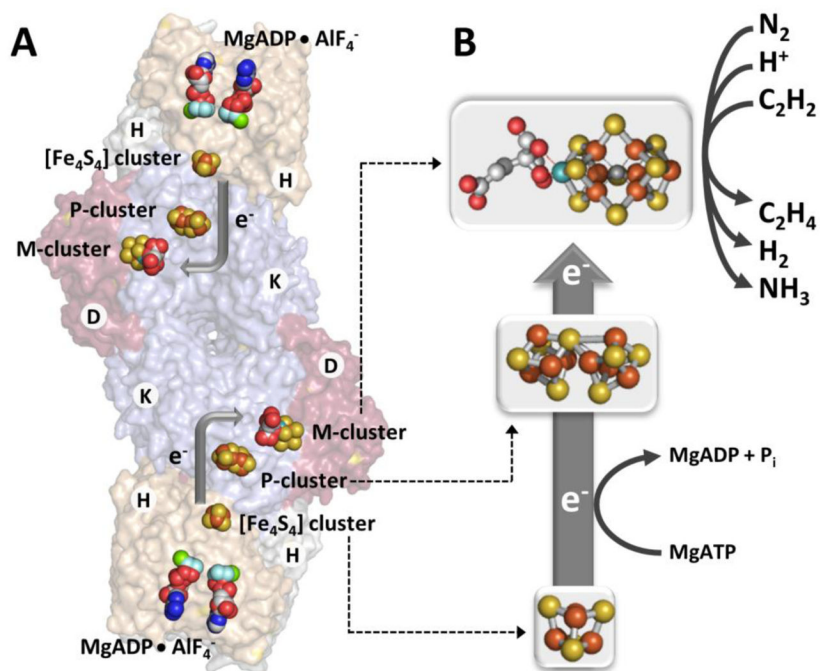 A
MgADP • AlF₄⁻
H
[Fe₄S₄] cluster
H
P-cluster
e⁻
M-cluster
K
D
D
K
M-cluster
e⁻
P-cluster
H
[Fe₄S₄] cluster
H
MgADP • AlF₄⁻
B
N₂
H⁺
C₂H₂
C₂H₄
H₂
NH₃
e⁻
MgADP + Pᵢ
e⁻
MgATP